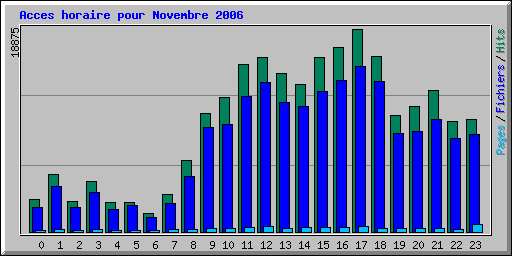 Acces horaire pour Novembre 2006
18875
Pages / Fichiers / Hits
0 1 2 3 4 5 6 7 8 9 10 11 12 13 14 15 16 17 18 19 20 21 22 23